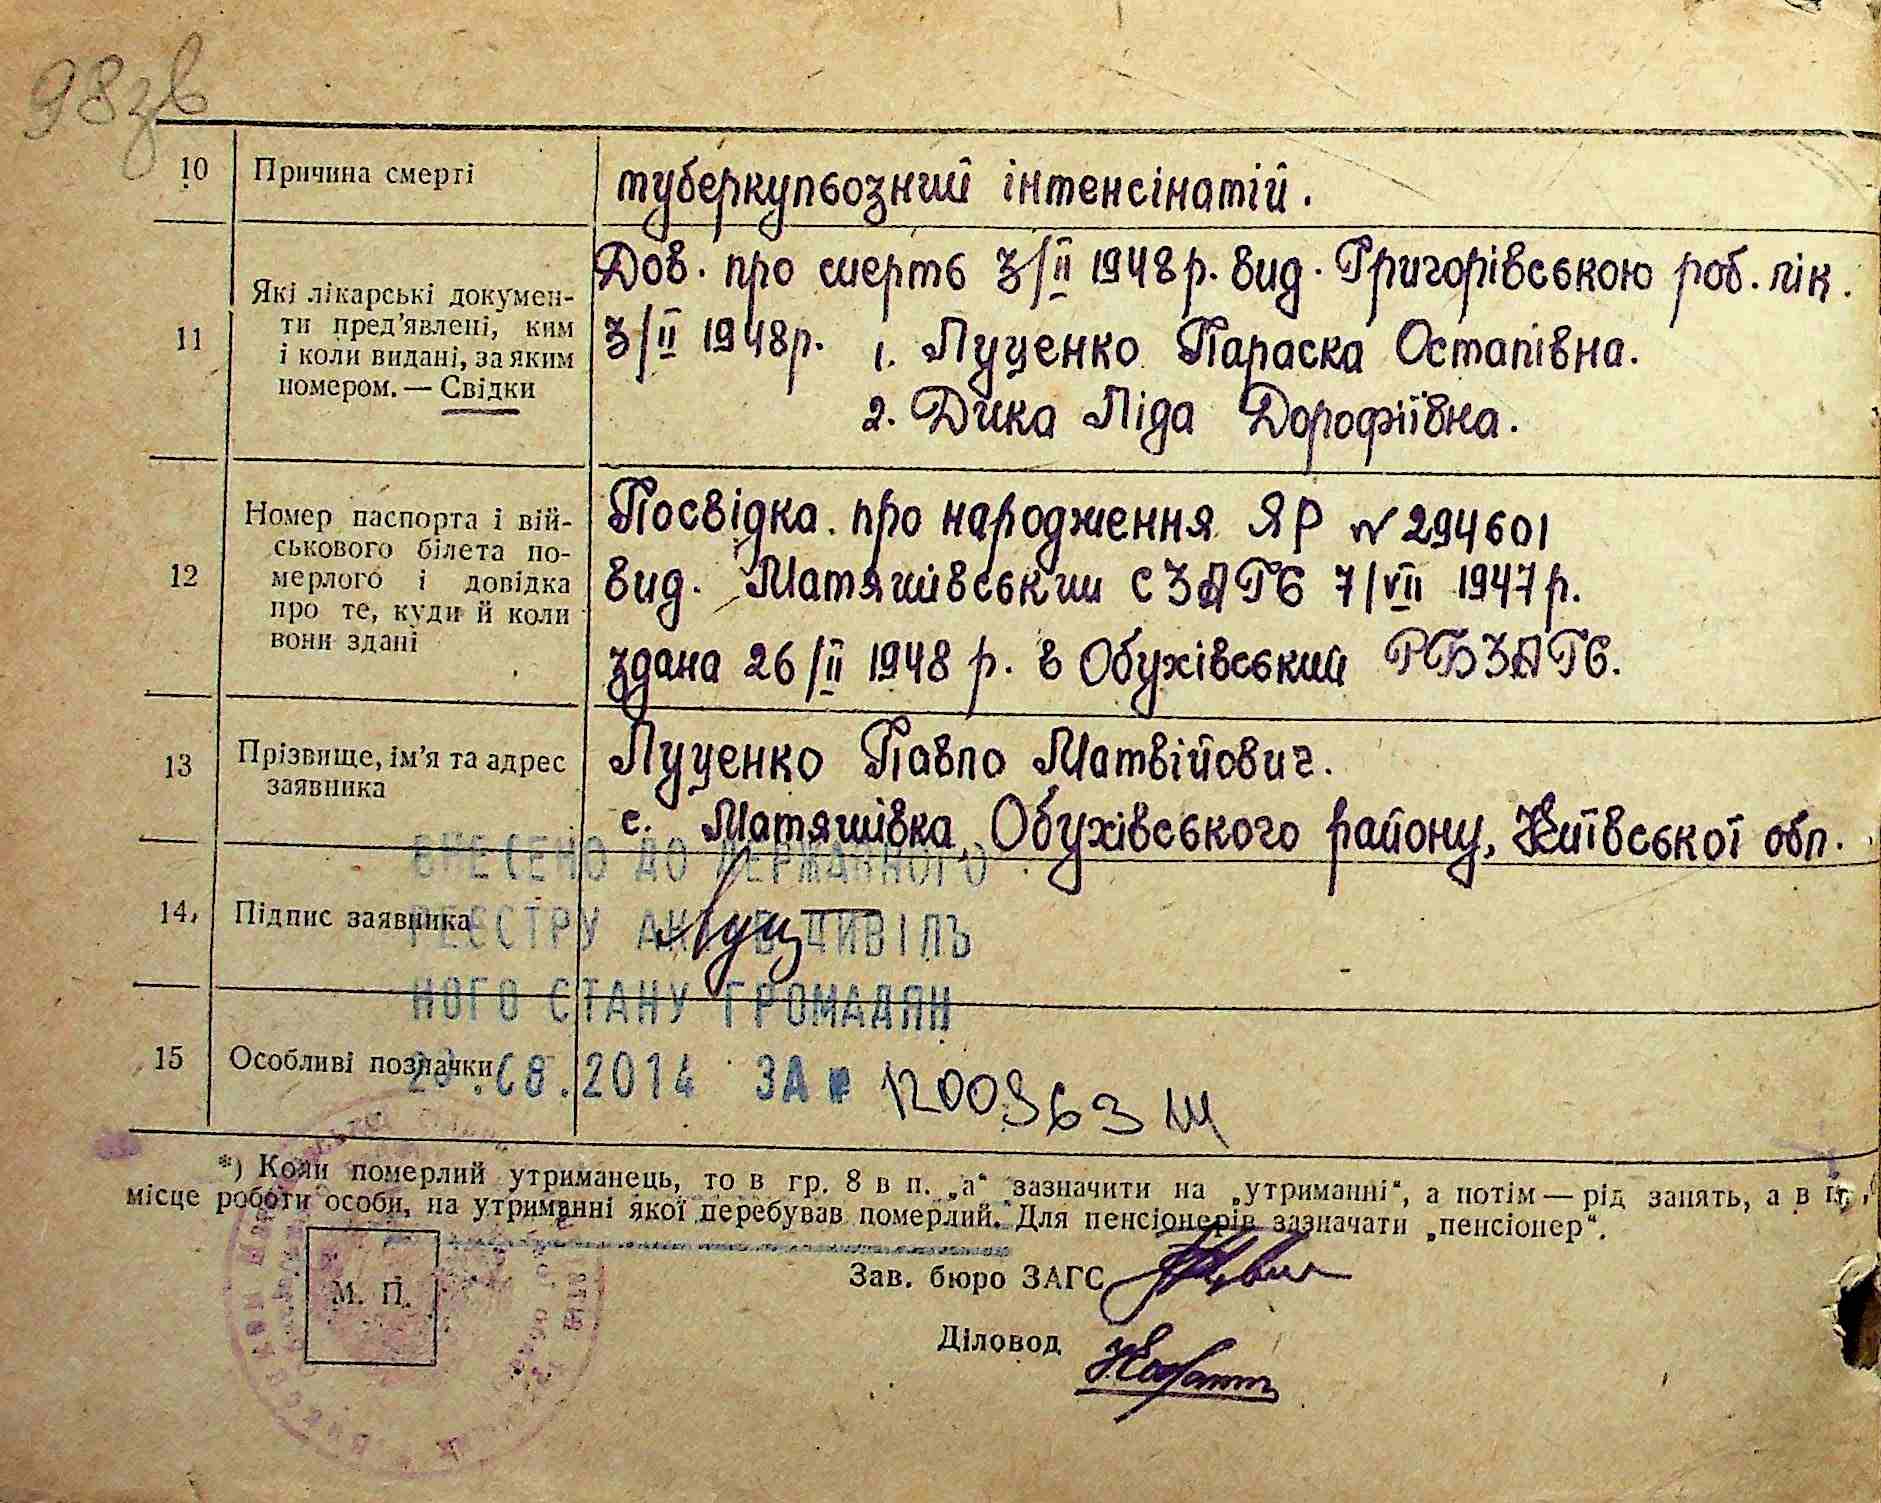 98зв
10 Причина смерті туберкульозний інтенсінатій.
11 Які лікарські докумен-
ти пред’явлені, ким
і коли видані, за яким
номером. — Свідки
Дов. про смерть 3/II 1948 р. вид. Григорівською роб. лік.
3/II 1948р. 1. Луценко Параска Остапівна.
2. Дика Ліда Дорофіївна.
12 Номер паспорта і вій-
ськового білета по-
мерлого і довідка
про те, куди й коли
вони здані
Посвідка про народження ЯР № 294601
вид. Матяшівським с ЗАГС 7/VII 1947 р.
здана 26/II 1948 р. в Обухівський РБЗАГС.
13 Прізвище, ім’я та адрес
заявника
Луценко Павло Матвійович.
с. Матяшівка, Обухівського району, Київської обл.
ВНЕСЕНО ДО ДЕРЖАВНОГО
14. Підпис заявника Луц
РЕЄСТРУ АКТІВ ЦИВІЛЬ
НОГО СТАНУ ГРОМАДЯН
15 Особливі позначки
.08.2014 ЗА № 1200963 Ш
*) Коли померлий утриманець, то в гр. 8 в п. „а“ зазначити на „утриманні“, а потім — рід занять, а в п.
місце роботи особи, на утриманні якої перебував померлий. Для пенсіонерів зазначати „пенсіонер“.
М. П.
Зав. бюро ЗАГС
Діловод